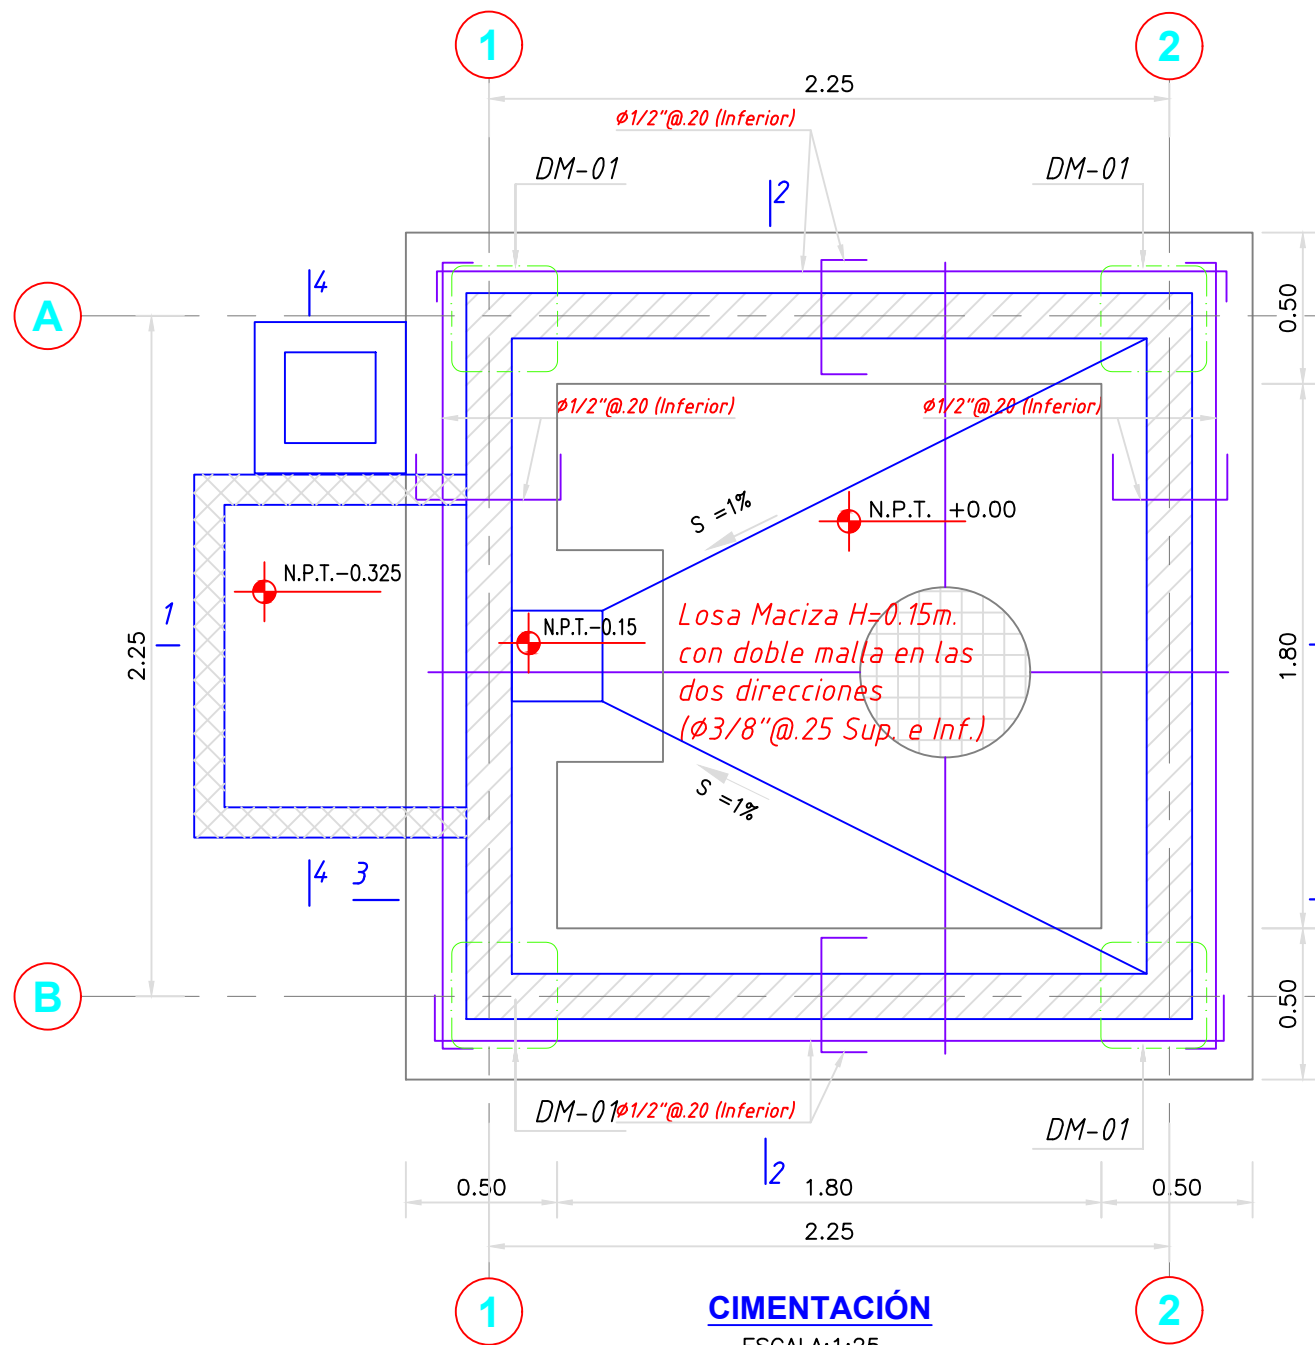 1
2
2.25
ø1/2"@.20 (Inferior)
DM-01
DM-01
2
4
A
0.50
ø1/2"@.20 (Inferior)
ø1/2"@.20 (Inferior)
S =1%
N.P.T. +0.00
N.P.T.-0.325
1
N.P.T.-0.15
Losa Maciza H=0.15m.
con doble malla en las
dos direcciones
(ø3/8"@.25 Sup. e Inf.)
2.25
1.80
S =1%
4
3
B
0.50
DM-01
ø1/2"@.20 (Inferior)
DM-01
2
0.50
1.80
0.50
2.25
1
2
CIMENTACIÓN
ESCALA:1:25